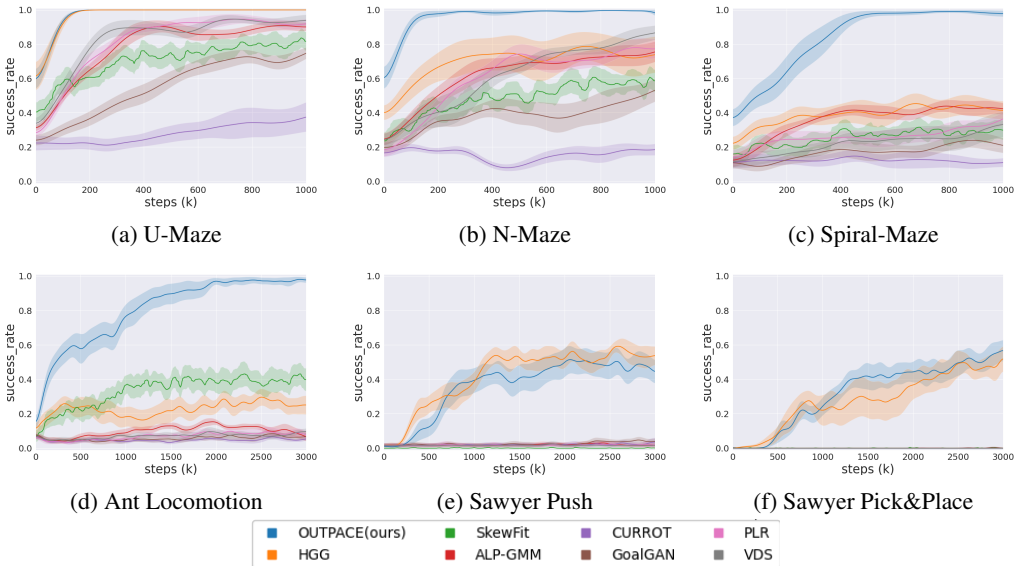 success_rate
1.0
0.8
0.6
0.4
0.2
0.0
0 200 400 600 800 1000
steps (k)
(a) U-Maze
success_rate
1.0
0.8
0.6
0.4
0.2
0.0
0 200 400 600 800 1000
steps (k)
(b) N-Maze
success_rate
1.0
0.8
0.6
0.4
0.2
0.0
0 200 400 600 800 1000
steps (k)
(c) Spiral-Maze
success_rate
1.0
0.8
0.6
0.4
0.2
0.0
0 500 1000 1500 2000 2500 3000
steps (k)
(d) Ant Locomotion
success_rate
1.0
0.8
0.6
0.4
0.2
0.0
0 500 1000 1500 2000 2500 3000
steps (k)
(e) Sawyer Push
success_rate
1.0
0.8
0.6
0.4
0.2
0.0
0 500 1000 1500 2000 2500 3000
steps (k)
(f) Sawyer Pick&Place
OUTPACE(ours) SkewFit CURROT PLR
HGG ALP-GMM GoalGAN VDS